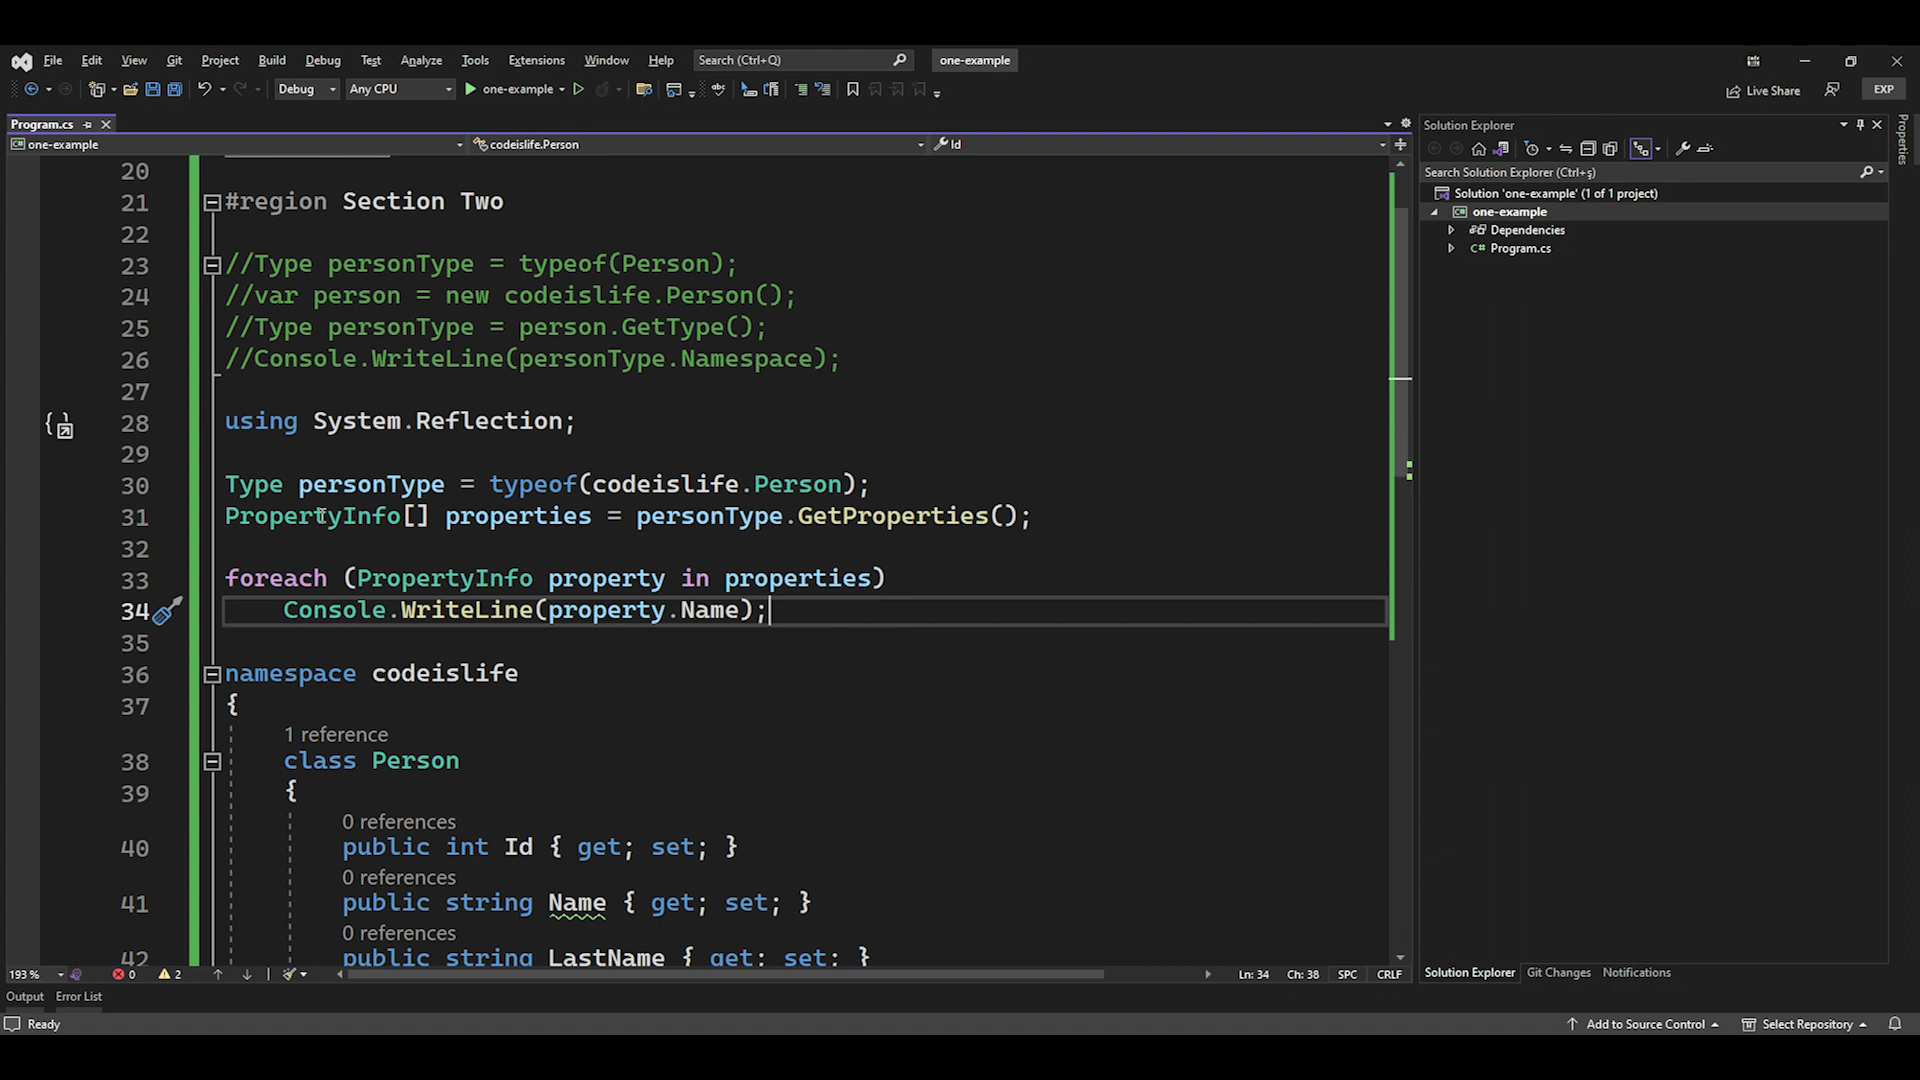 File Edit View Git Project Build Debug Test Analyze Tools Extensions Window Help Search (Ctrl+Q) one-example
Debug Any CPU one-example Live Share EXP
Program.cs
one-example codeislife.Person Id
20
21 #region Section Two
22
23 //Type personType = typeof(Person);
24 //var person = new codeislife.Person();
25 //Type personType = person.GetType();
26 //Console.WriteLine(personType.Namespace);
27
28 using System.Reflection;
29
30 Type personType = typeof(codeislife.Person);
31 PropertyInfo[] properties = personType.GetProperties();
32
33 foreach (PropertyInfo property in properties)
34 Console.WriteLine(property.Name);
35
36 namespace codeislife
37 {
1 reference
38 class Person
39 {
0 references
40 public int Id { get; set; }
0 references
41 public string Name { get; set; }
0 references
42 public string LastName { get; set; }
193 % 0 2 Ln: 34 Ch: 38 SPC CRLF
Output Error List
Ready
Solution Explorer
Search Solution Explorer (Ctrl+ş)
Solution 'one-example' (1 of 1 project)
one-example
Dependencies
C# Program.cs
Solution Explorer Git Changes Notifications
Add to Source Control Select Repository
Properties